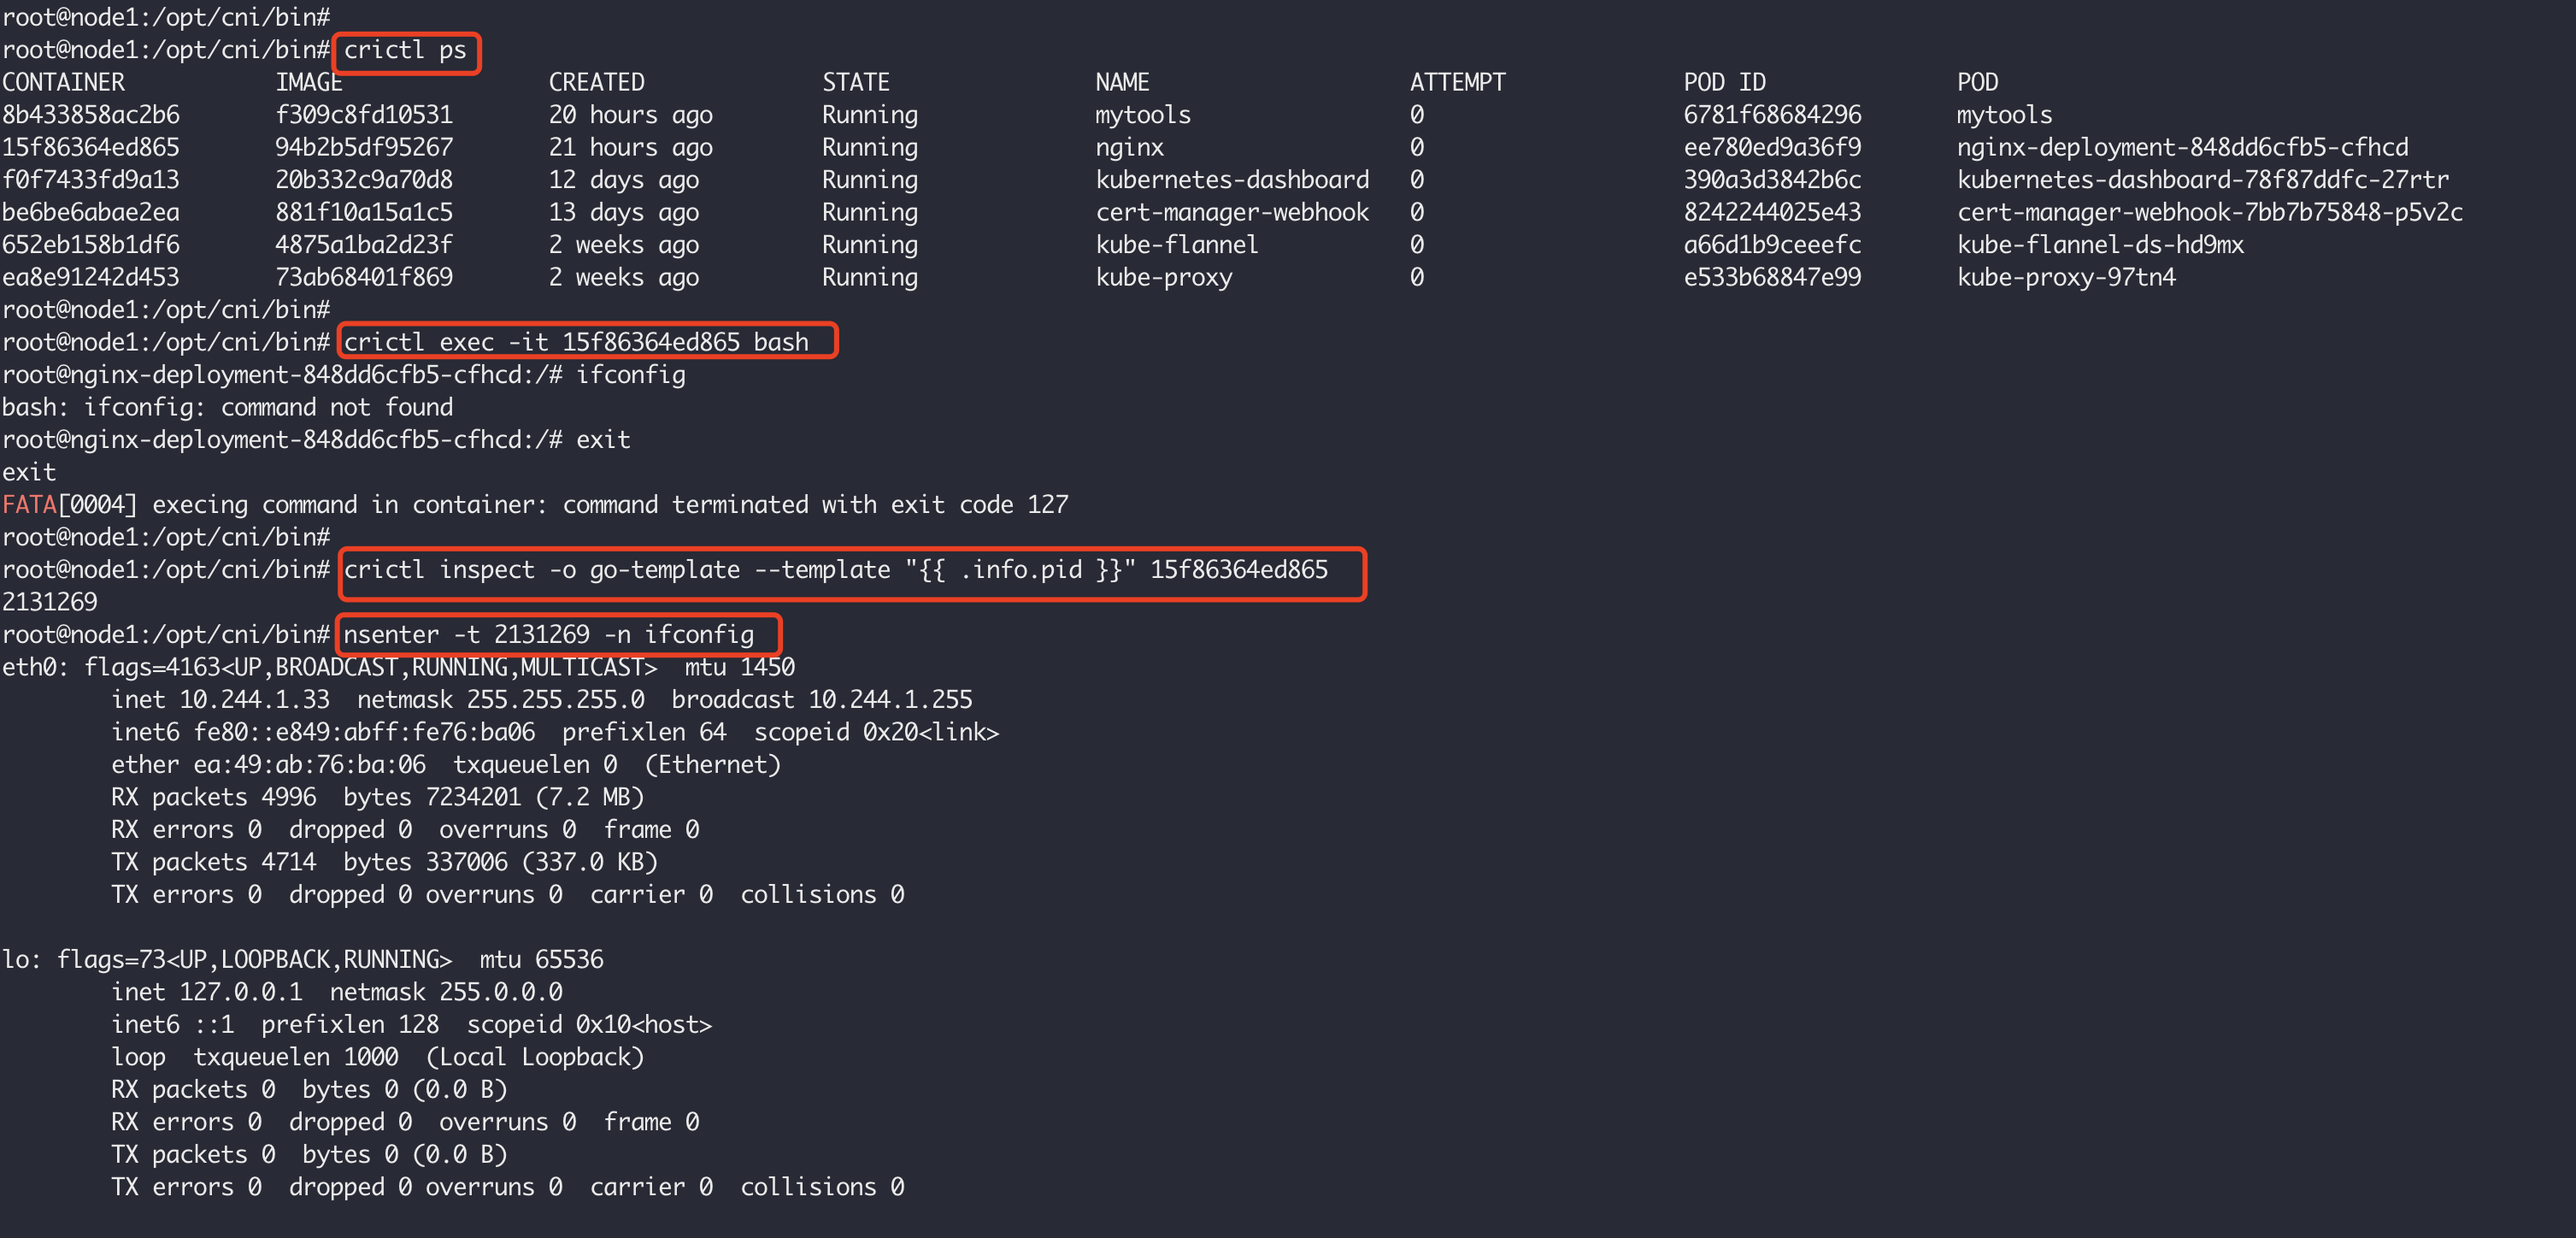 root@node1:/opt/cni/bin#
root@node1:/opt/cni/bin# crictl ps
CONTAINER           IMAGE               CREATED             STATE               NAME                   ATTEMPT             POD ID              POD
8b433858ac2b6       f309c8fd10531       20 hours ago        Running             mytools                0                   6781f68684296       mytools
15f86364ed865       94b2b5df95267       21 hours ago        Running             nginx                  0                   ee780ed9a36f9       nginx-deployment-848dd6cfb5-cfhcd
f0f7433fd9a13       20b332c9a70d8       12 days ago         Running             kubernetes-dashboard   0                   390a3d3842b6c       kubernetes-dashboard-78f87ddfc-27rtr
be6be6abae2ea       881f10a15a1c5       13 days ago         Running             cert-manager-webhook   0                   8242244025e43       cert-manager-webhook-7bb7b75848-p5v2c
652eb158b1df6       4875a1ba2d23f       2 weeks ago         Running             kube-flannel           0                   a66d1b9ceeefc       kube-flannel-ds-hd9mx
ea8e91242d453       73ab68401f869       2 weeks ago         Running             kube-proxy             0                   e533b68847e99       kube-proxy-97tn4
root@node1:/opt/cni/bin#
root@node1:/opt/cni/bin# crictl exec -it 15f86364ed865 bash
root@nginx-deployment-848dd6cfb5-cfhcd:/# ifconfig
bash: ifconfig: command not found
root@nginx-deployment-848dd6cfb5-cfhcd:/# exit
exit
FATA[0004] execing command in container: command terminated with exit code 127
root@node1:/opt/cni/bin#
root@node1:/opt/cni/bin# crictl inspect -o go-template --template "{{ .info.pid }}" 15f86364ed865
2131269
root@node1:/opt/cni/bin# nsenter -t 2131269 -n ifconfig
eth0: flags=4163<UP,BROADCAST,RUNNING,MULTICAST>  mtu 1450
        inet 10.244.1.33  netmask 255.255.255.0  broadcast 10.244.1.255
        inet6 fe80::e849:abff:fe76:ba06  prefixlen 64  scopeid 0x20<link>
        ether ea:49:ab:76:ba:06  txqueuelen 0  (Ethernet)
        RX packets 4996  bytes 7234201 (7.2 MB)
        RX errors 0  dropped 0  overruns 0  frame 0
        TX packets 4714  bytes 337006 (337.0 KB)
        TX errors 0  dropped 0 overruns 0  carrier 0  collisions 0

lo: flags=73<UP,LOOPBACK,RUNNING>  mtu 65536
        inet 127.0.0.1  netmask 255.0.0.0
        inet6 ::1  prefixlen 128  scopeid 0x10<host>
        loop  txqueuelen 1000  (Local Loopback)
        RX packets 0  bytes 0 (0.0 B)
        RX errors 0  dropped 0  overruns 0  frame 0
        TX packets 0  bytes 0 (0.0 B)
        TX errors 0  dropped 0 overruns 0  carrier 0  collisions 0